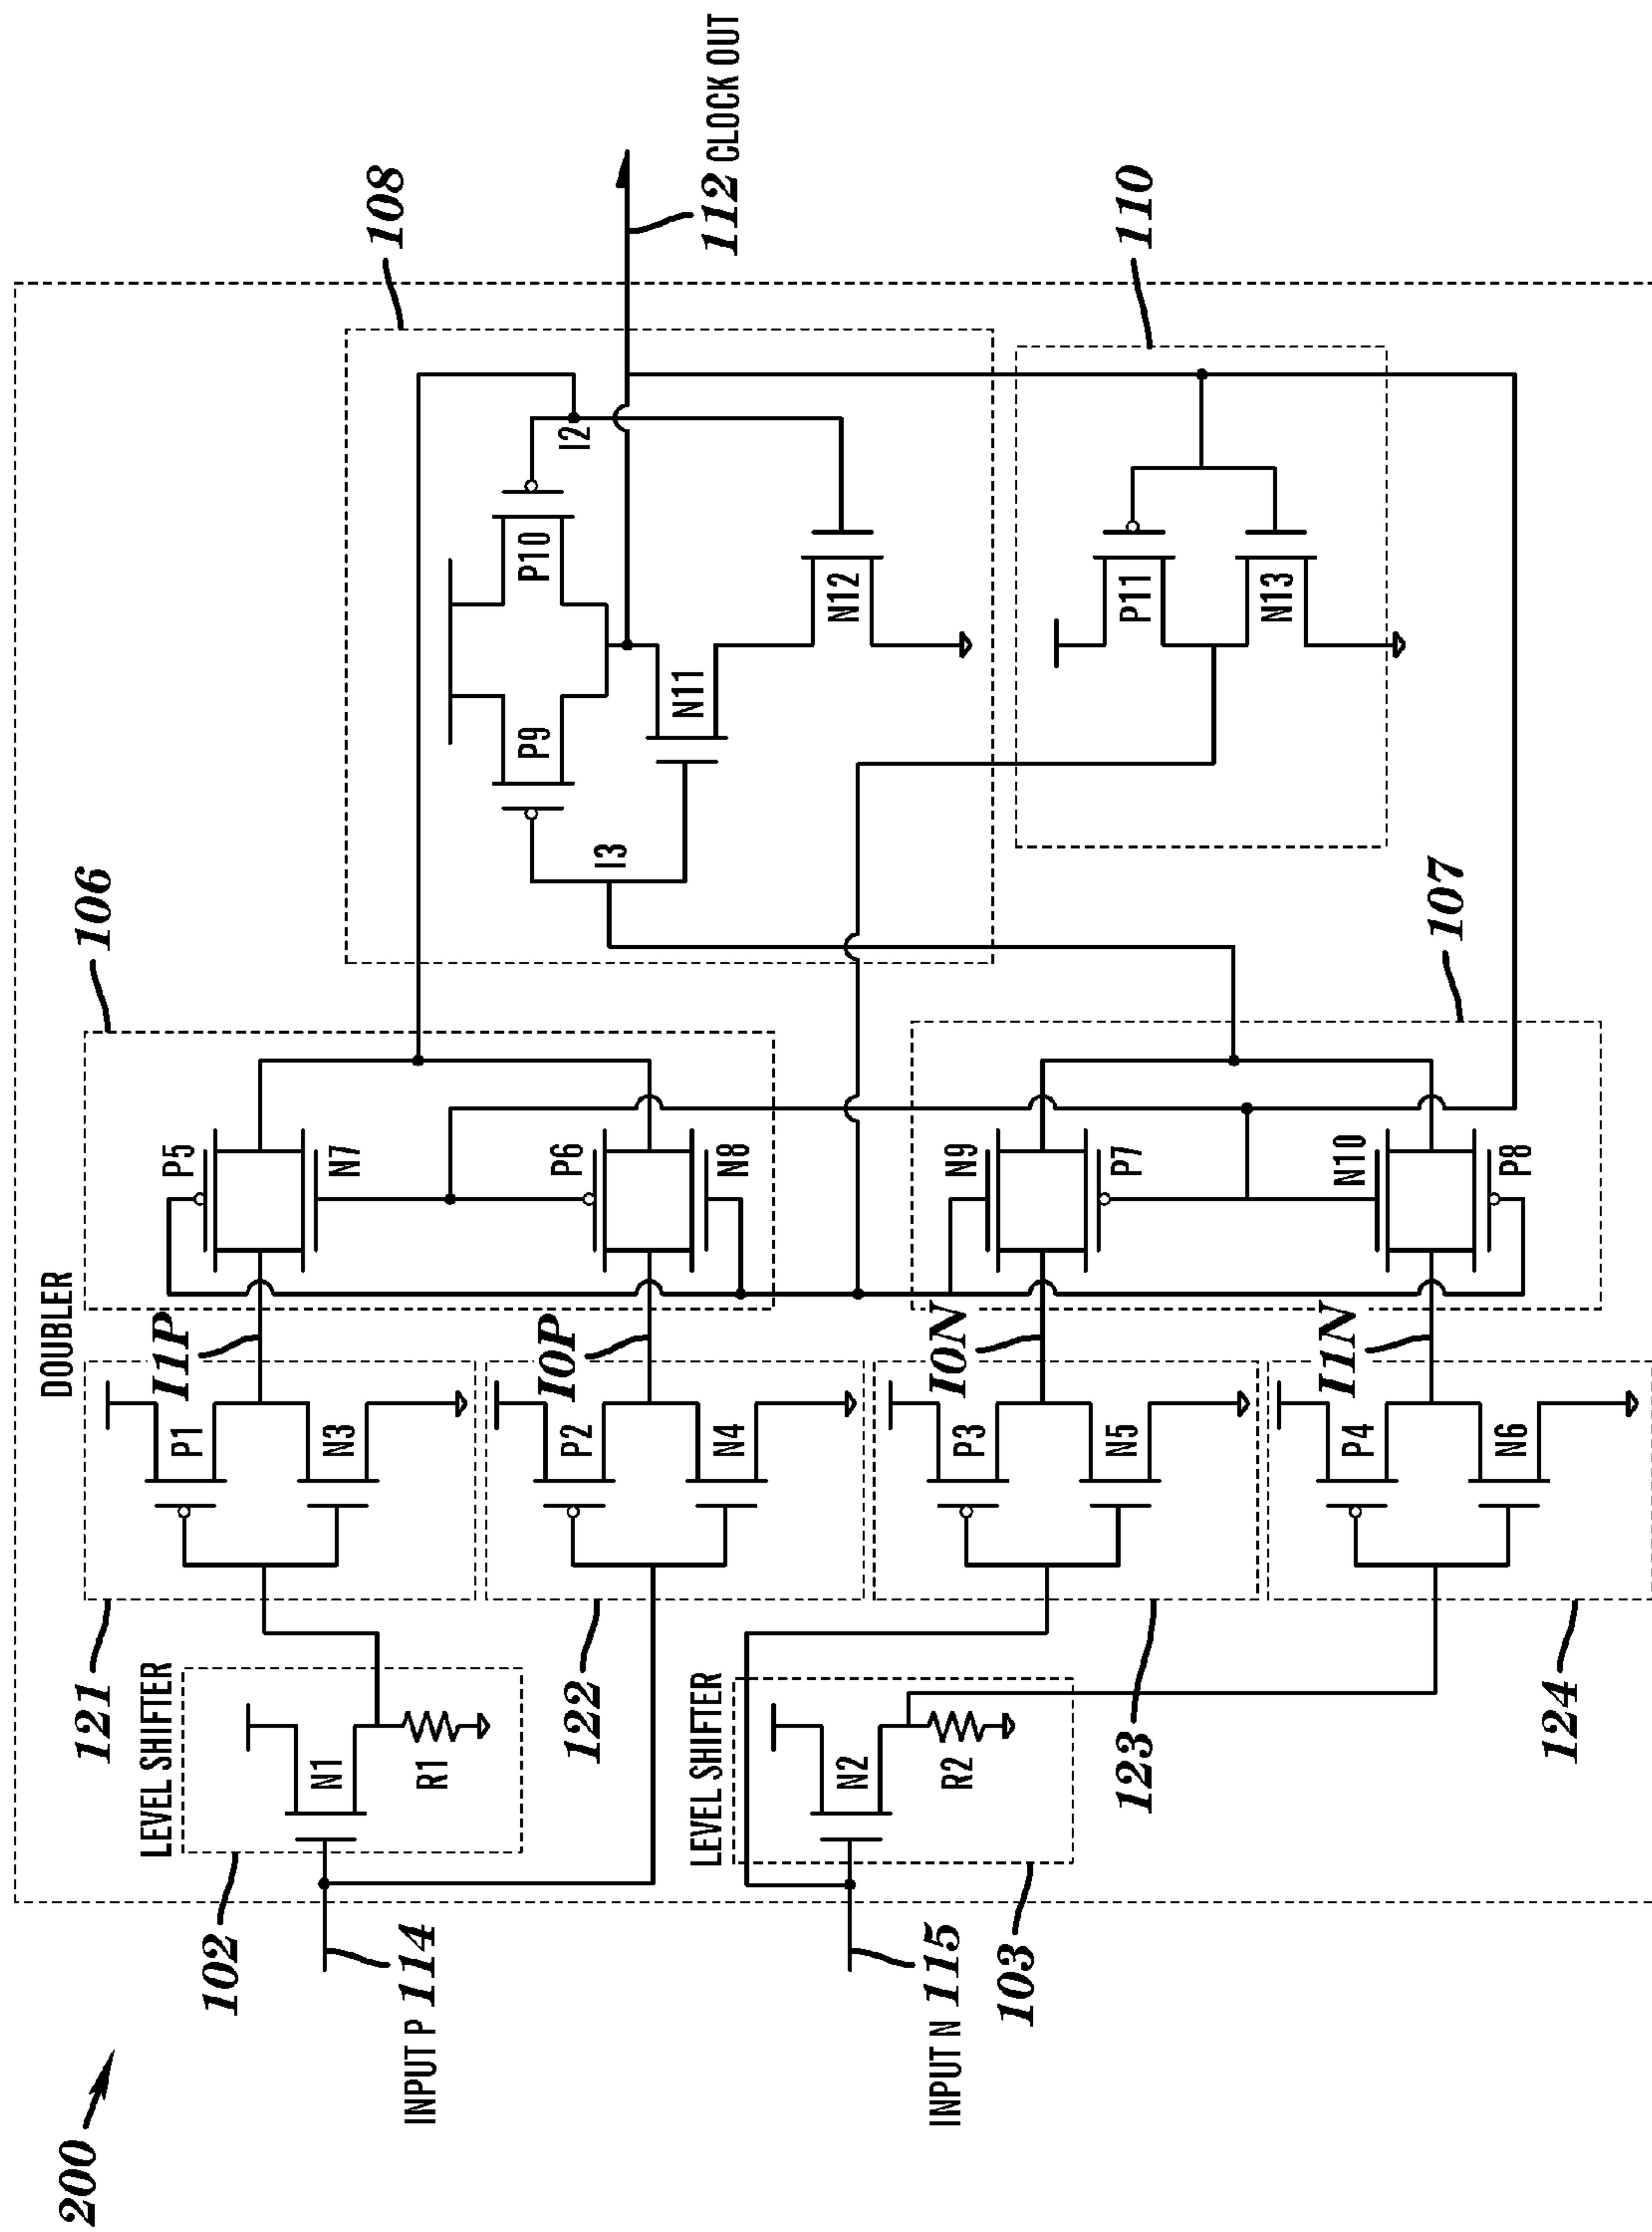 200
DOUBLER
121
106
LEVEL SHIFTER
I1P
P5
P1
102
N1
N3
N7
108
R1
INPUT P 114
I0P
P2
P6
P9
P10
I2
122
I3
LEVEL SHIFTER
N11
N4
N8
112 CLOCK OUT
N2
N12
INPUT N 115
R2
I0N
P3
N9
103
123
N5
P7
P11
110
N13
I1N
P4
N10
107
124
N6
P8